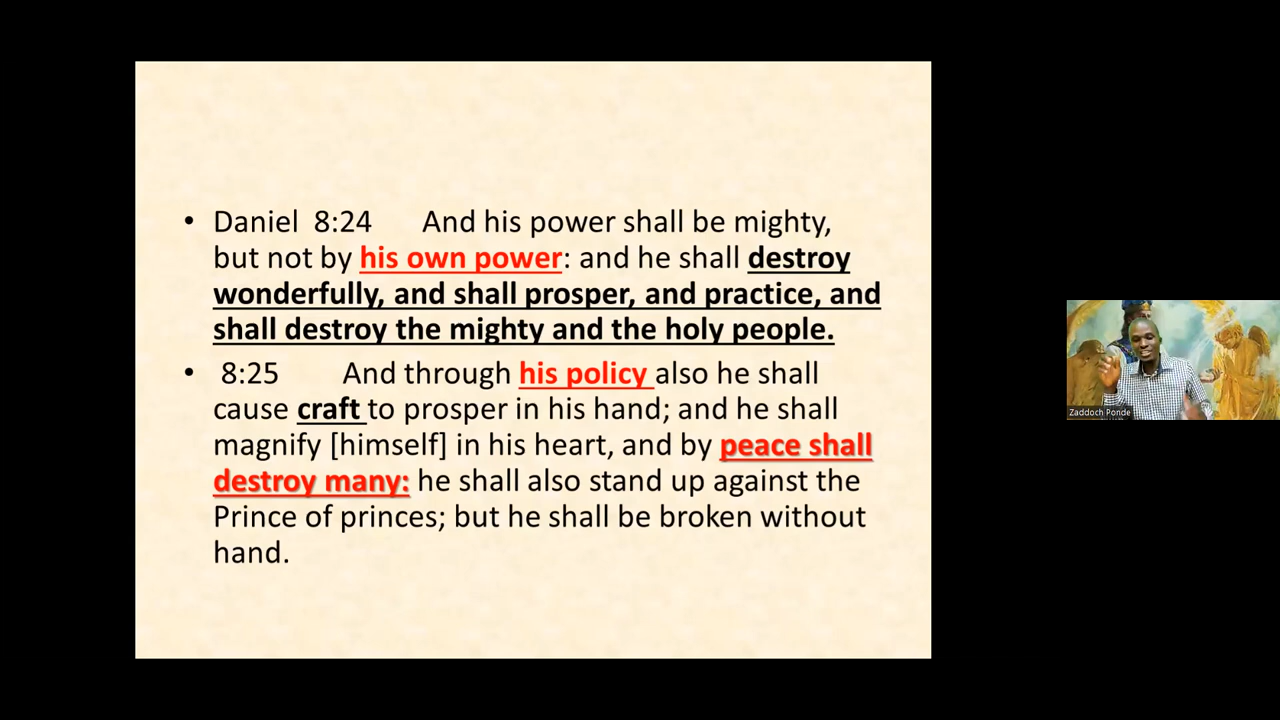 • Daniel 8:24 And his power shall be mighty,
but not by his own power: and he shall destroy
wonderfully, and shall prosper, and practice, and
shall destroy the mighty and the holy people.
• 8:25 And through his policy also he shall
cause craft to prosper in his hand; and he shall
magnify [himself] in his heart, and by peace shall
destroy many: he shall also stand up against the
Prince of princes; but he shall be broken without
hand.
Zaddoch Ponde